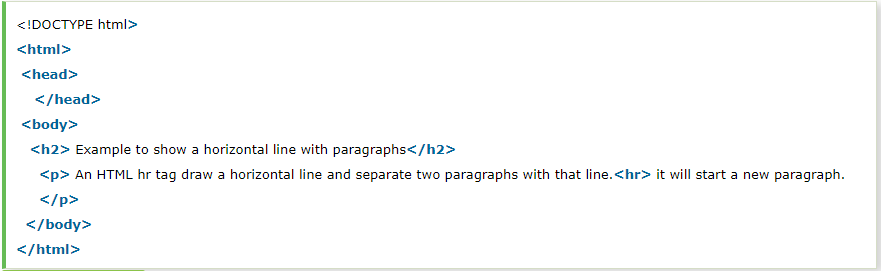 <!DOCTYPE html>
<html>
<head>
</head>
<body>
<h2> Example to show a horizontal line with paragraphs</h2>
<p> An HTML hr tag draw a horizontal line and separate two paragraphs with that line.<hr> it will start a new paragraph.
</p>
</body>
</html>